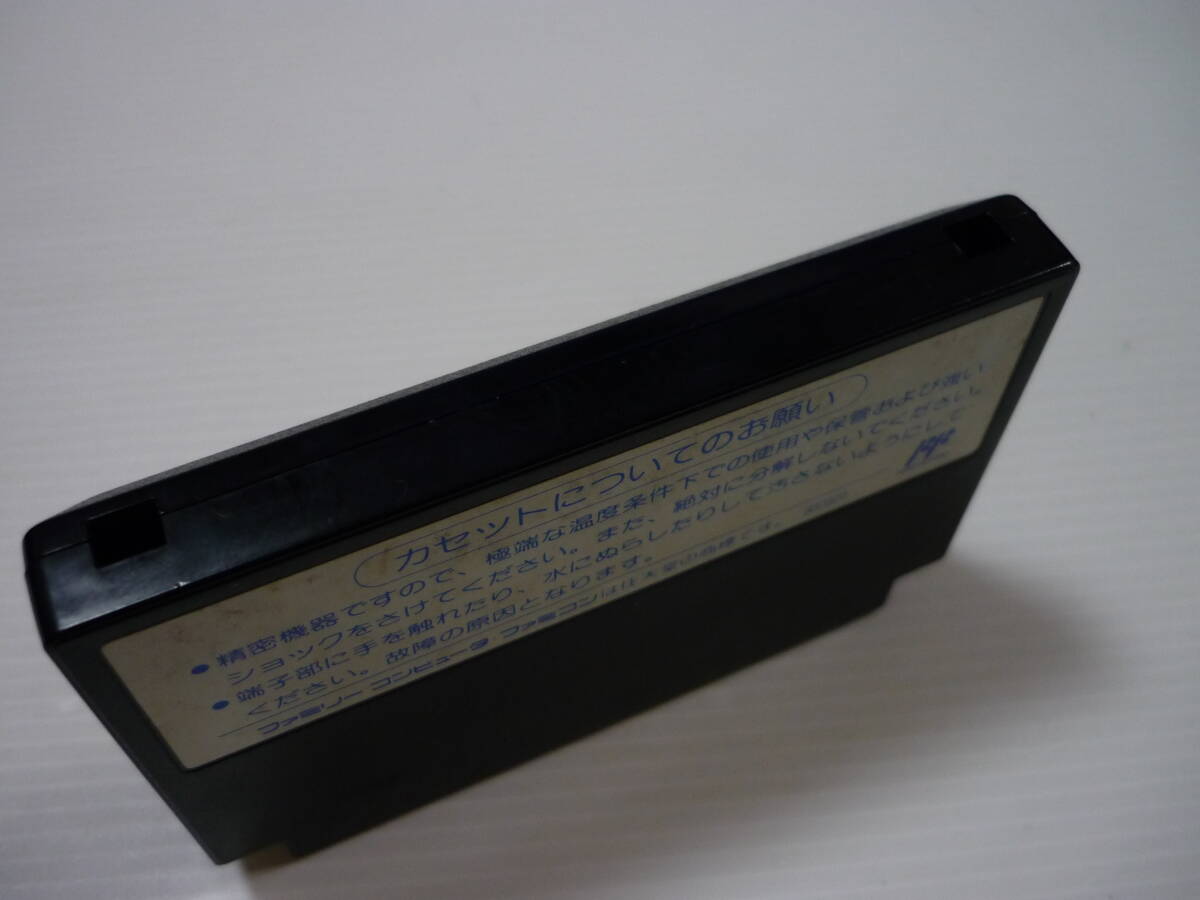 カセットについてのお願い
●精密機器ですので、極端な温度条件下での使用や保管および強い
ショックをさけてください。また、絶対に分解しないでください。
●端子部に手を触れたり、水にぬらしたりして汚さないようにして
ください。故障の原因となります。
ファミリーコンピュータ・ファミコンは任天堂の商標です。